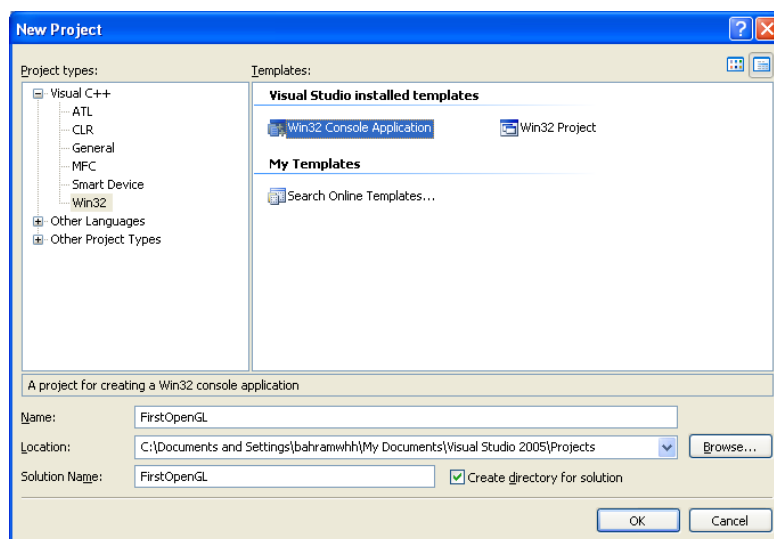 New Project
Project types:
Templates:
Visual C++
ATL
CLR
General
MFC
Smart Device
Win32
Other Languages
Other Project Types
Visual Studio installed templates
Win32 Console Application
Win32 Project
My Templates
Search Online Templates...
A project for creating a Win32 console application
Name:
FirstOpenGL
Location:
C:\Documents and Settings\bahramwhh\My Documents\Visual Studio 2005\Projects
Browse...
Solution Name:
FirstOpenGL
Create directory for solution
OK
Cancel